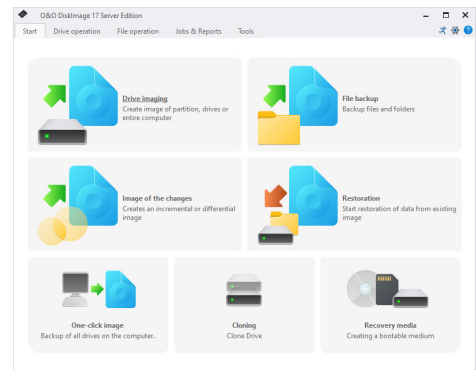 O&O DiskImage 17 Server Edition
Start Drive operation File operation Jobs & Reports Tools
Drive imaging
Create image of partition, drives or
entire computer
File backup
Backup files and folders
Image of the changes
Creates an incremental or differential
image
Restoration
Start restoration of data from existing
image
One-click image
Backup of all drives on the computer.
Cloning
Clone Drive
Recovery media
Creating a bootable medium